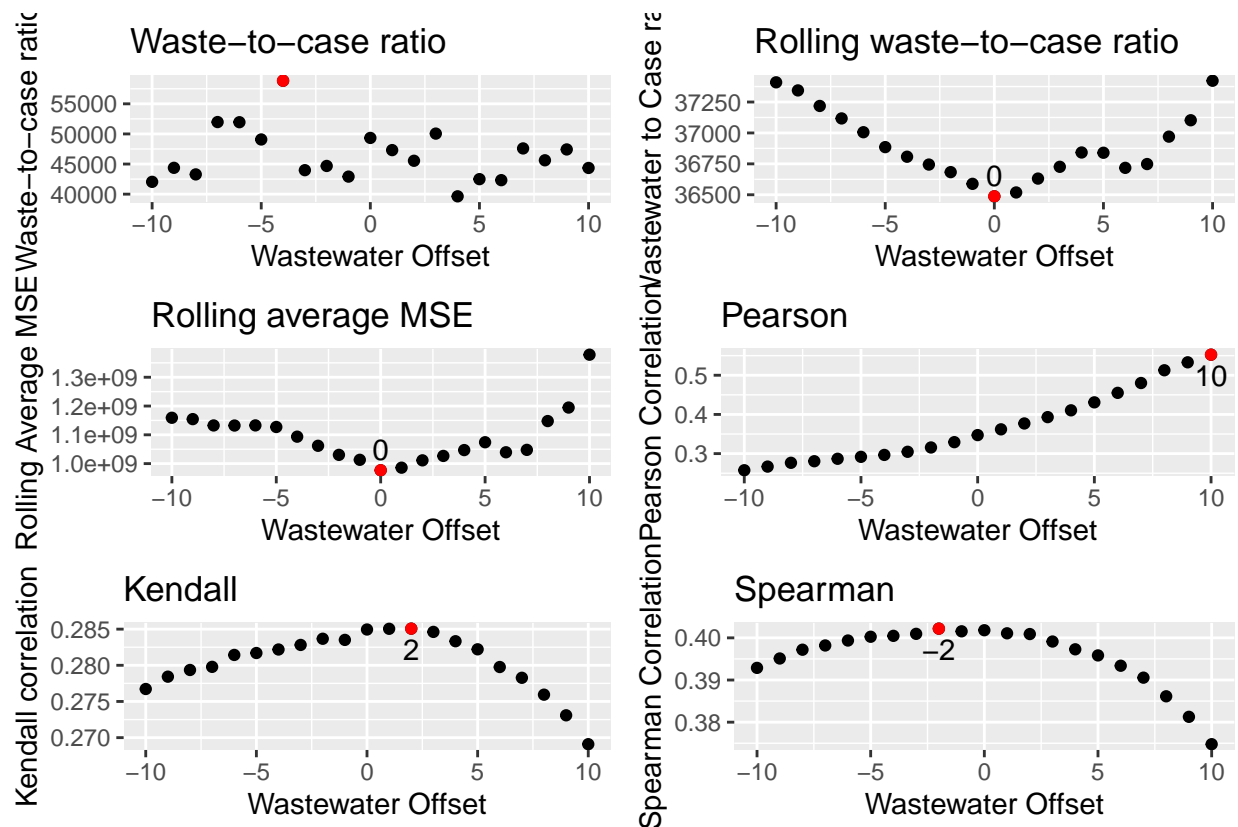 Waste−to−case ratio
Waste−to−case ratio
55000
50000
45000
40000
−10 −5 0 5 10
Wastewater Offset
Rolling waste−to−case ratio
Wastewater to Case
37250
37000
36750
36500
0
−10 −5 0 5 10
Wastewater Offset
Rolling average MSE
Rolling Average MSE
1.3e+09
1.2e+09
1.1e+09
1.0e+09
0
−10 −5 0 5 10
Wastewater Offset
Pearson
Pearson Correlation
0.5
0.4
0.3
10
−10 −5 0 5 10
Wastewater Offset
Kendall
Kendall correlation
0.285
0.280
0.275
0.270
2
−10 −5 0 5 10
Wastewater Offset
Spearman
Spearman Correlation
0.40
0.39
0.38
−2
−10 −5 0 5 10
Wastewater Offset